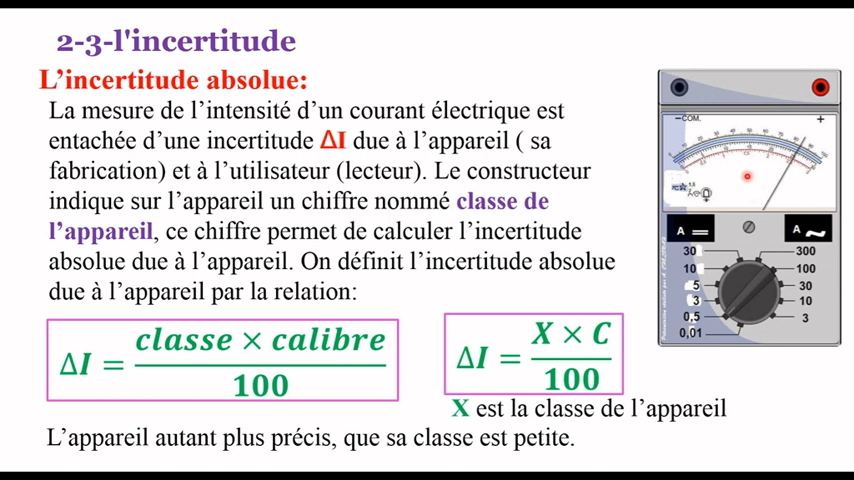 2-3-l'incertitude
L’incertitude absolue:
La mesure de l’intensité d’un courant électrique est
entachée d’une incertitude ΔI due à l’appareil ( sa
fabrication) et à l’utilisateur (lecteur). Le constructeur
indique sur l’appareil un chiffre nommé classe de
l’appareil, ce chiffre permet de calculer l’incertitude
absolue due à l’appareil. On définit l’incertitude absolue
due à l’appareil par la relation:
ΔI = classe × calibre / 100
ΔI = X × C / 100
X est la classe de l’appareil
L’appareil autant plus précis, que sa classe est petite.
COM.
+
A
A
30 300
10 100
5 30
3 10
0,5 3
0,01